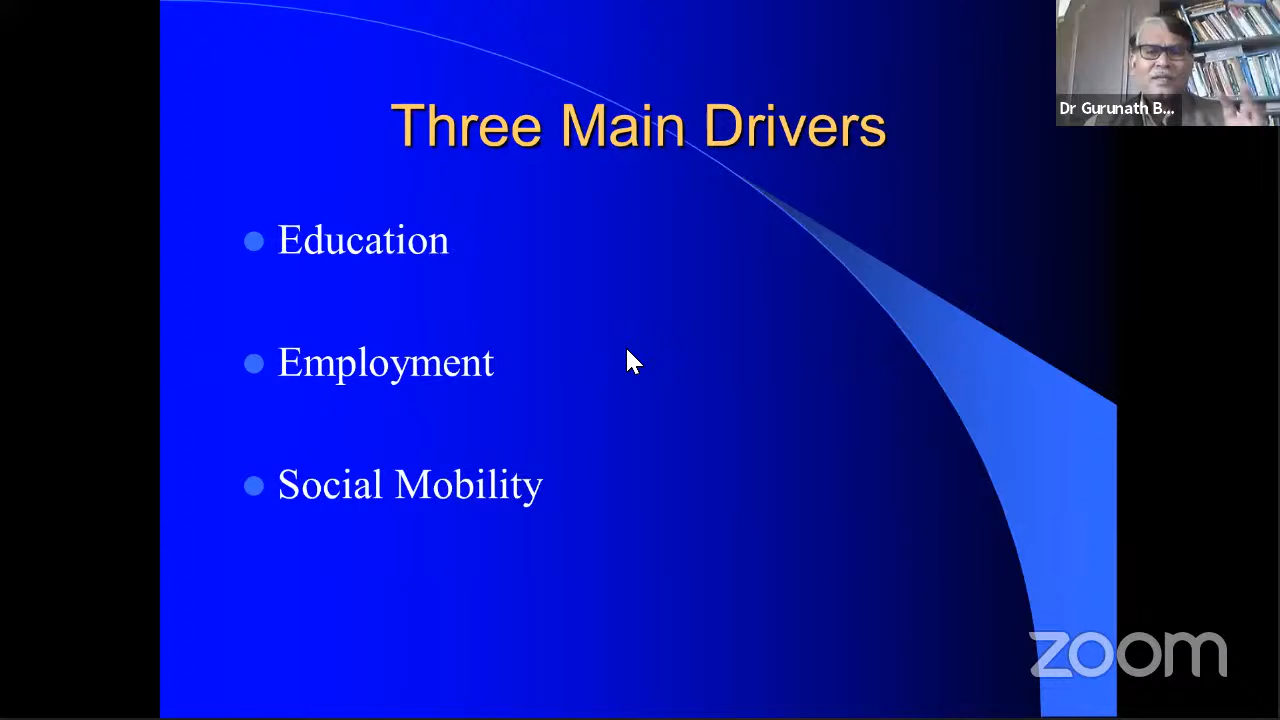 Three Main Drivers
Dr Gurunath B...
Education
Employment
Social Mobility
zoom